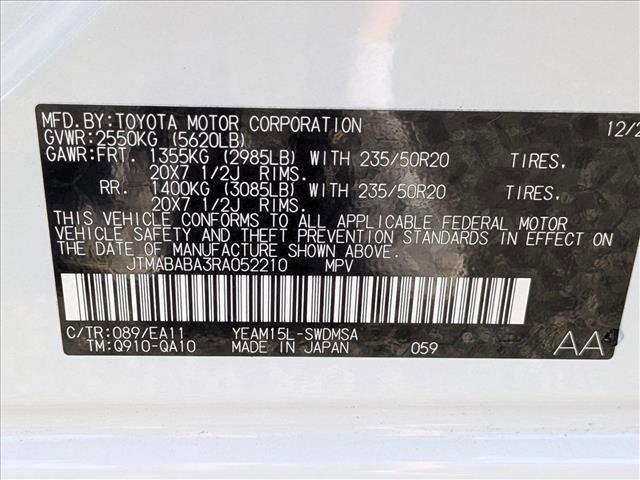 MFD.BY:TOYOTA MOTOR CORPORATION 12/2
GVWR:2550KG (5620LB)
GAWR:FRT. 1355KG (2985LB) WITH 235/50R20 TIRES,
20X7 1/2J RIMS.
RR. 1400KG (3085LB) WITH 235/50R20 TIRES,
20X7 1/2J RIMS.
THIS VEHICLE CONFORMS TO ALL APPLICABLE FEDERAL MOTOR
VEHICLE SAFETY AND THEFT PREVENTION STANDARDS IN EFFECT ON
THE DATE OF MANUFACTURE SHOWN ABOVE.
JTMABABA3RA052210 MPV
C/TR:089/EA11 YEAM15L-SWDMSA
TM:Q910-QA10 MADE IN JAPAN 059 AA